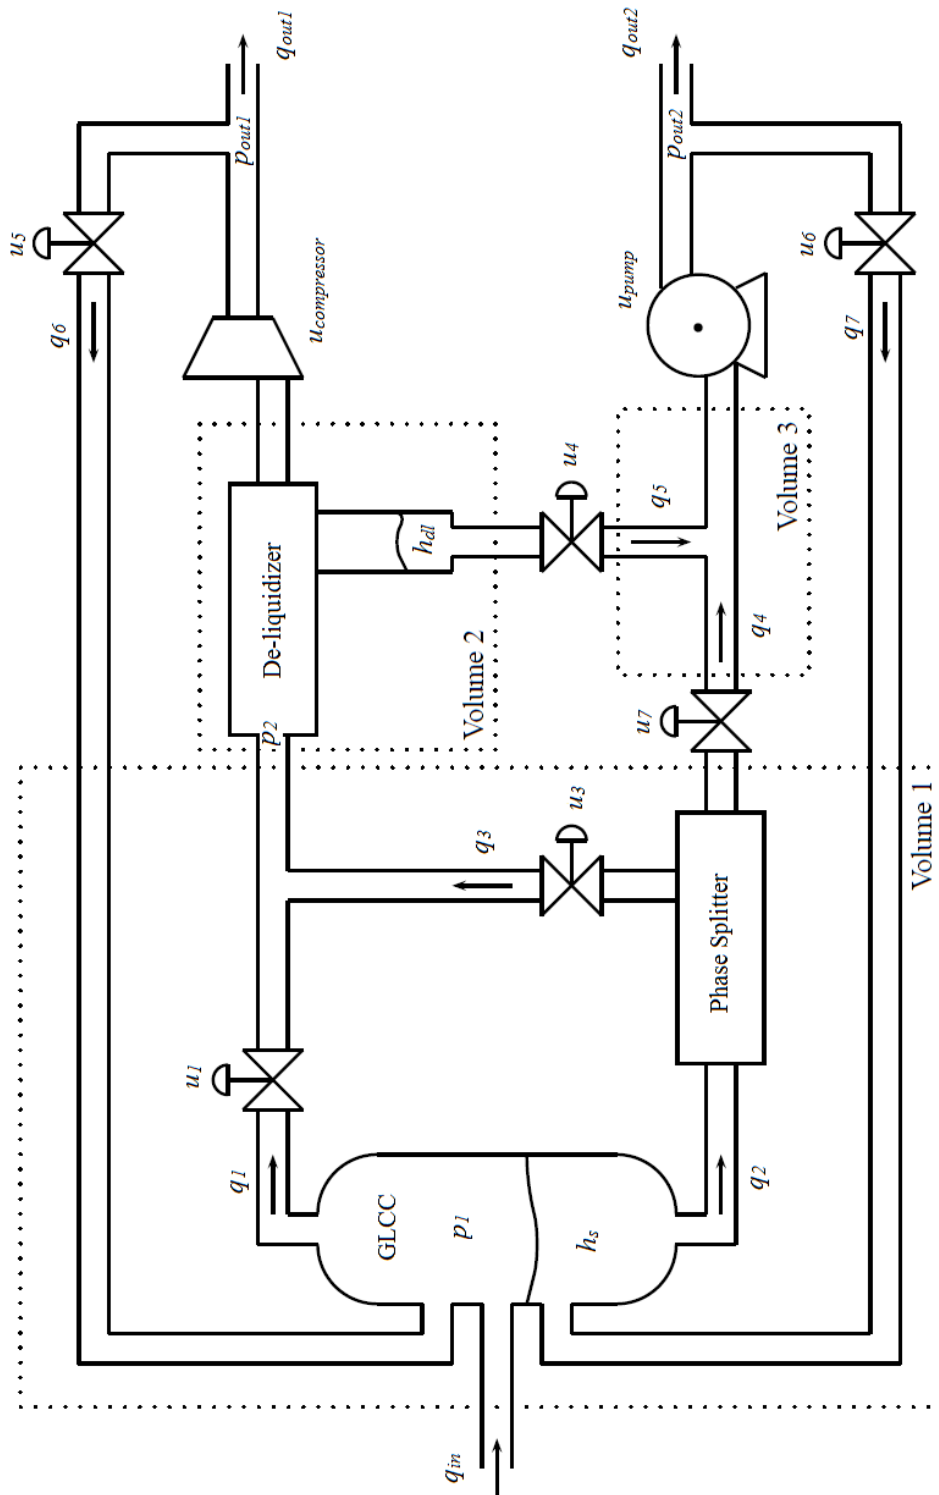 q6
u5
qout1
pout1
ucompressor
De-liquidizer
p2
hdl
Volume 2
u4
q5
Volume 3
q4
upump
pout2
qout2
u6
q7
u7
u3
q3
Phase Splitter
Volume 1
u1
q1
GLCC
p1
hs
q2
qin